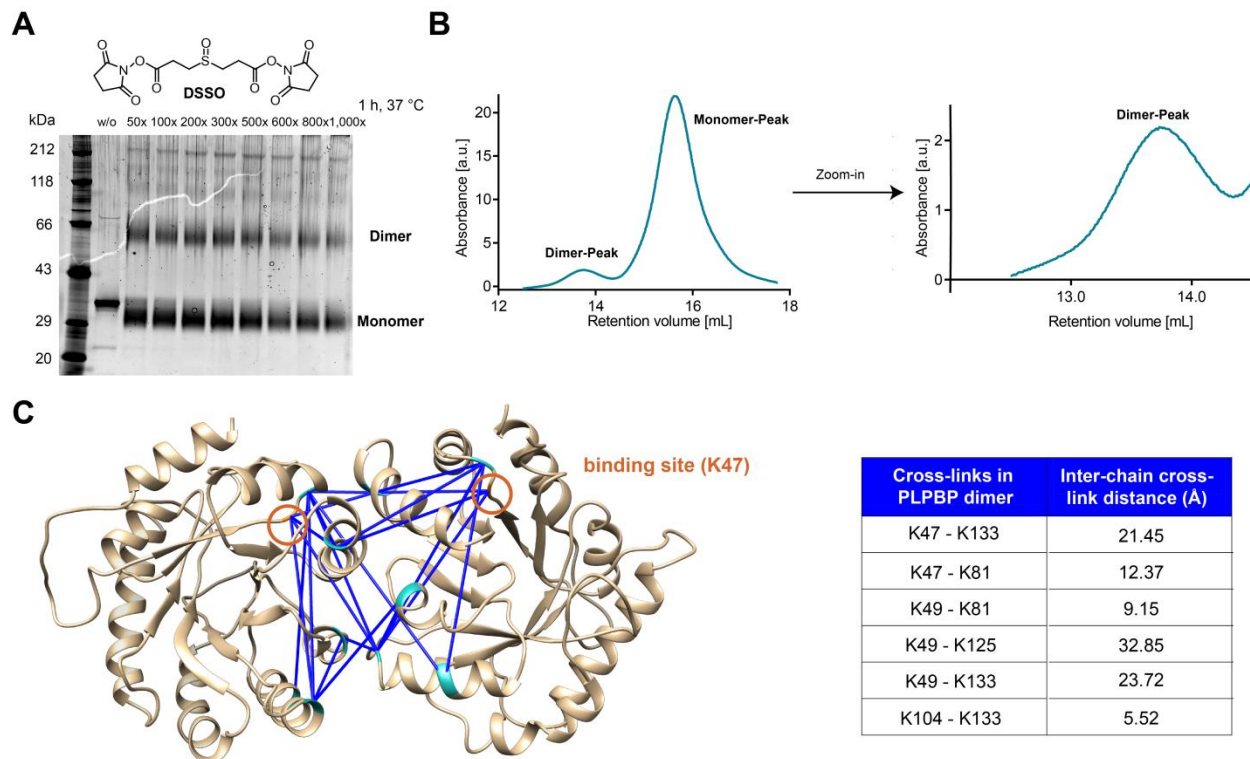 A
O O S O O O O
N O O N
O O O O
DSSO
1 h, 37 °C
kDa
w/o 50x 100x 200x 300x 500x 600x 800x1,000x
212
118
66
Dimer
43
29
Monomer
20
B
20
15
10
5
0
Absorbance [a.u.]
Monomer-Peak
Dimer-Peak
12 14 16 18
Retention volume [mL]
Zoom-in
Dimer-Peak
2
1
0
Absorbance [a.u.]
13.0 14.0
Retention volume [mL]
C
binding site (K47)
Cross-links in PLPBP dimer Inter-chain cross-link distance (Å)
K47 - K133 21.45
K47 - K81 12.37
K49 - K81 9.15
K49 - K125 32.85
K49 - K133 23.72
K104 - K133 5.52